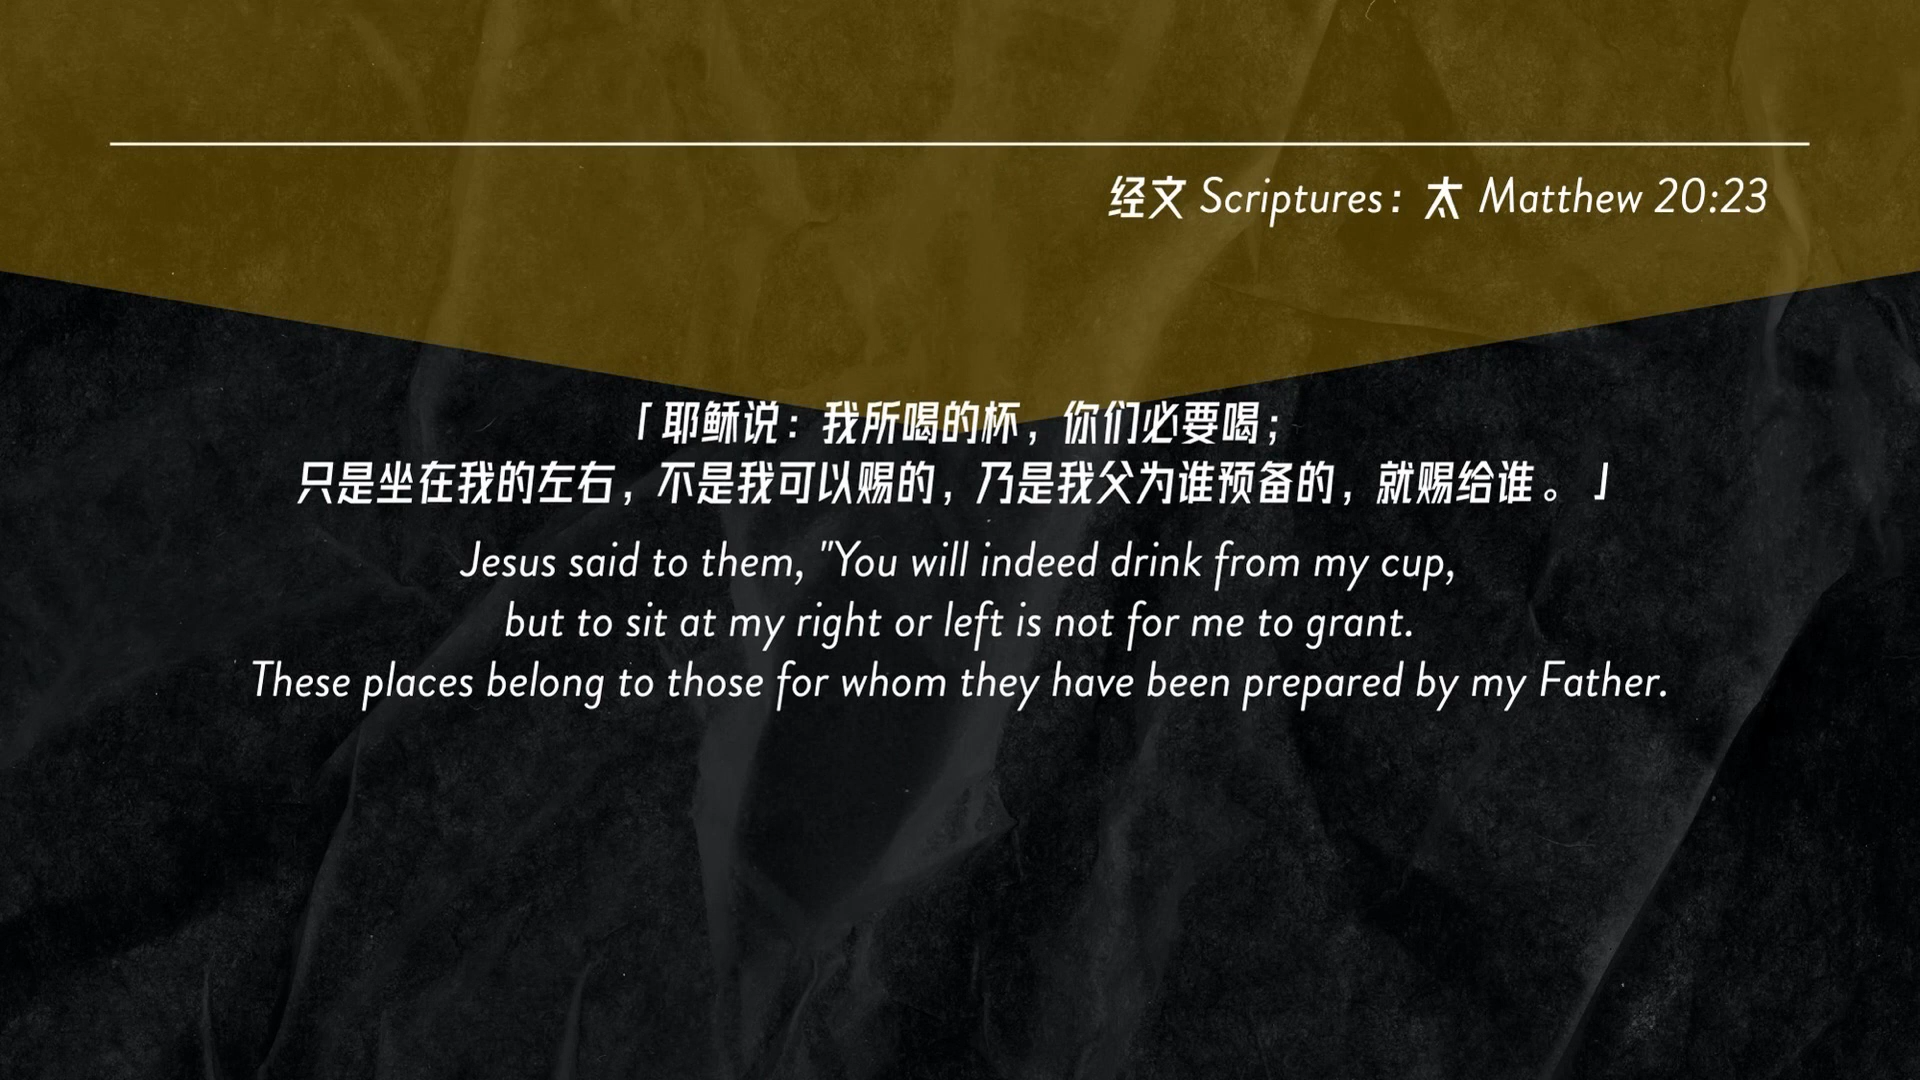 经文 Scriptures：太 Matthew 20:23
「耶稣说：我所喝的杯，你们必要喝；
只是坐在我的左右，不是我可以赐的，乃是我父为谁预备的，就赐给谁。」
Jesus said to them, "You will indeed drink from my cup,
but to sit at my right or left is not for me to grant.
These places belong to those for whom they have been prepared by my Father.